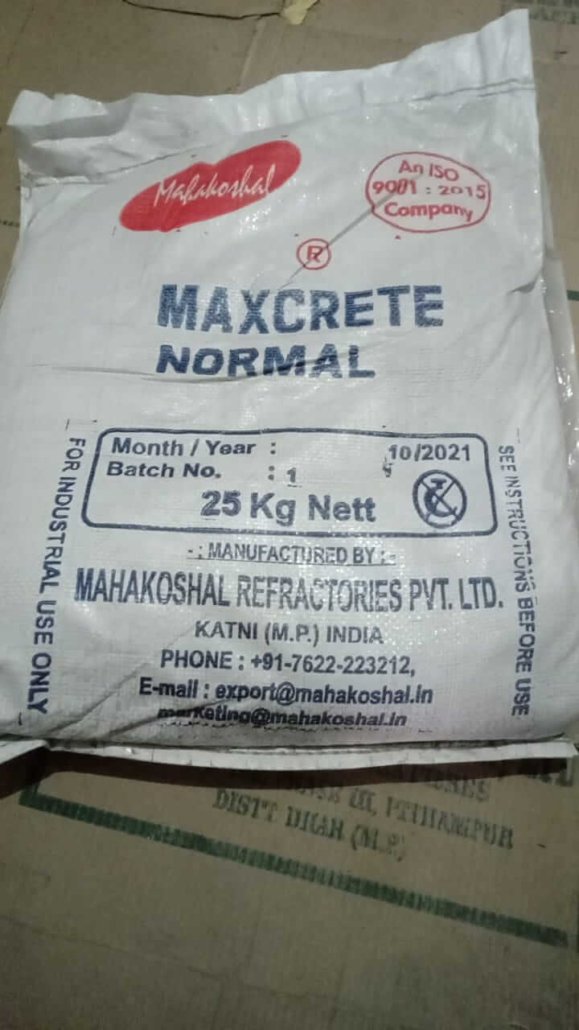 Mahakoshal
An ISO
9001 : 2015
Company
R
MAXCRETE
NORMAL
Month / Year : 10/2021
Batch No. : 1
25 Kg Nett
FOR INDUSTRIAL USE ONLY
SEE INSTRUCTIONS BEFORE USE
-: MANUFACTURED BY :-
MAHAKOSHAL REFRACTORIES PVT. LTD.
KATNI (M.P.) INDIA
PHONE : +91-7622-223212,
E-mail : export@mahakoshal.in
marketing@mahakoshal.in
III, PITHAMPUR
DIST'T DHAR (M.P.)